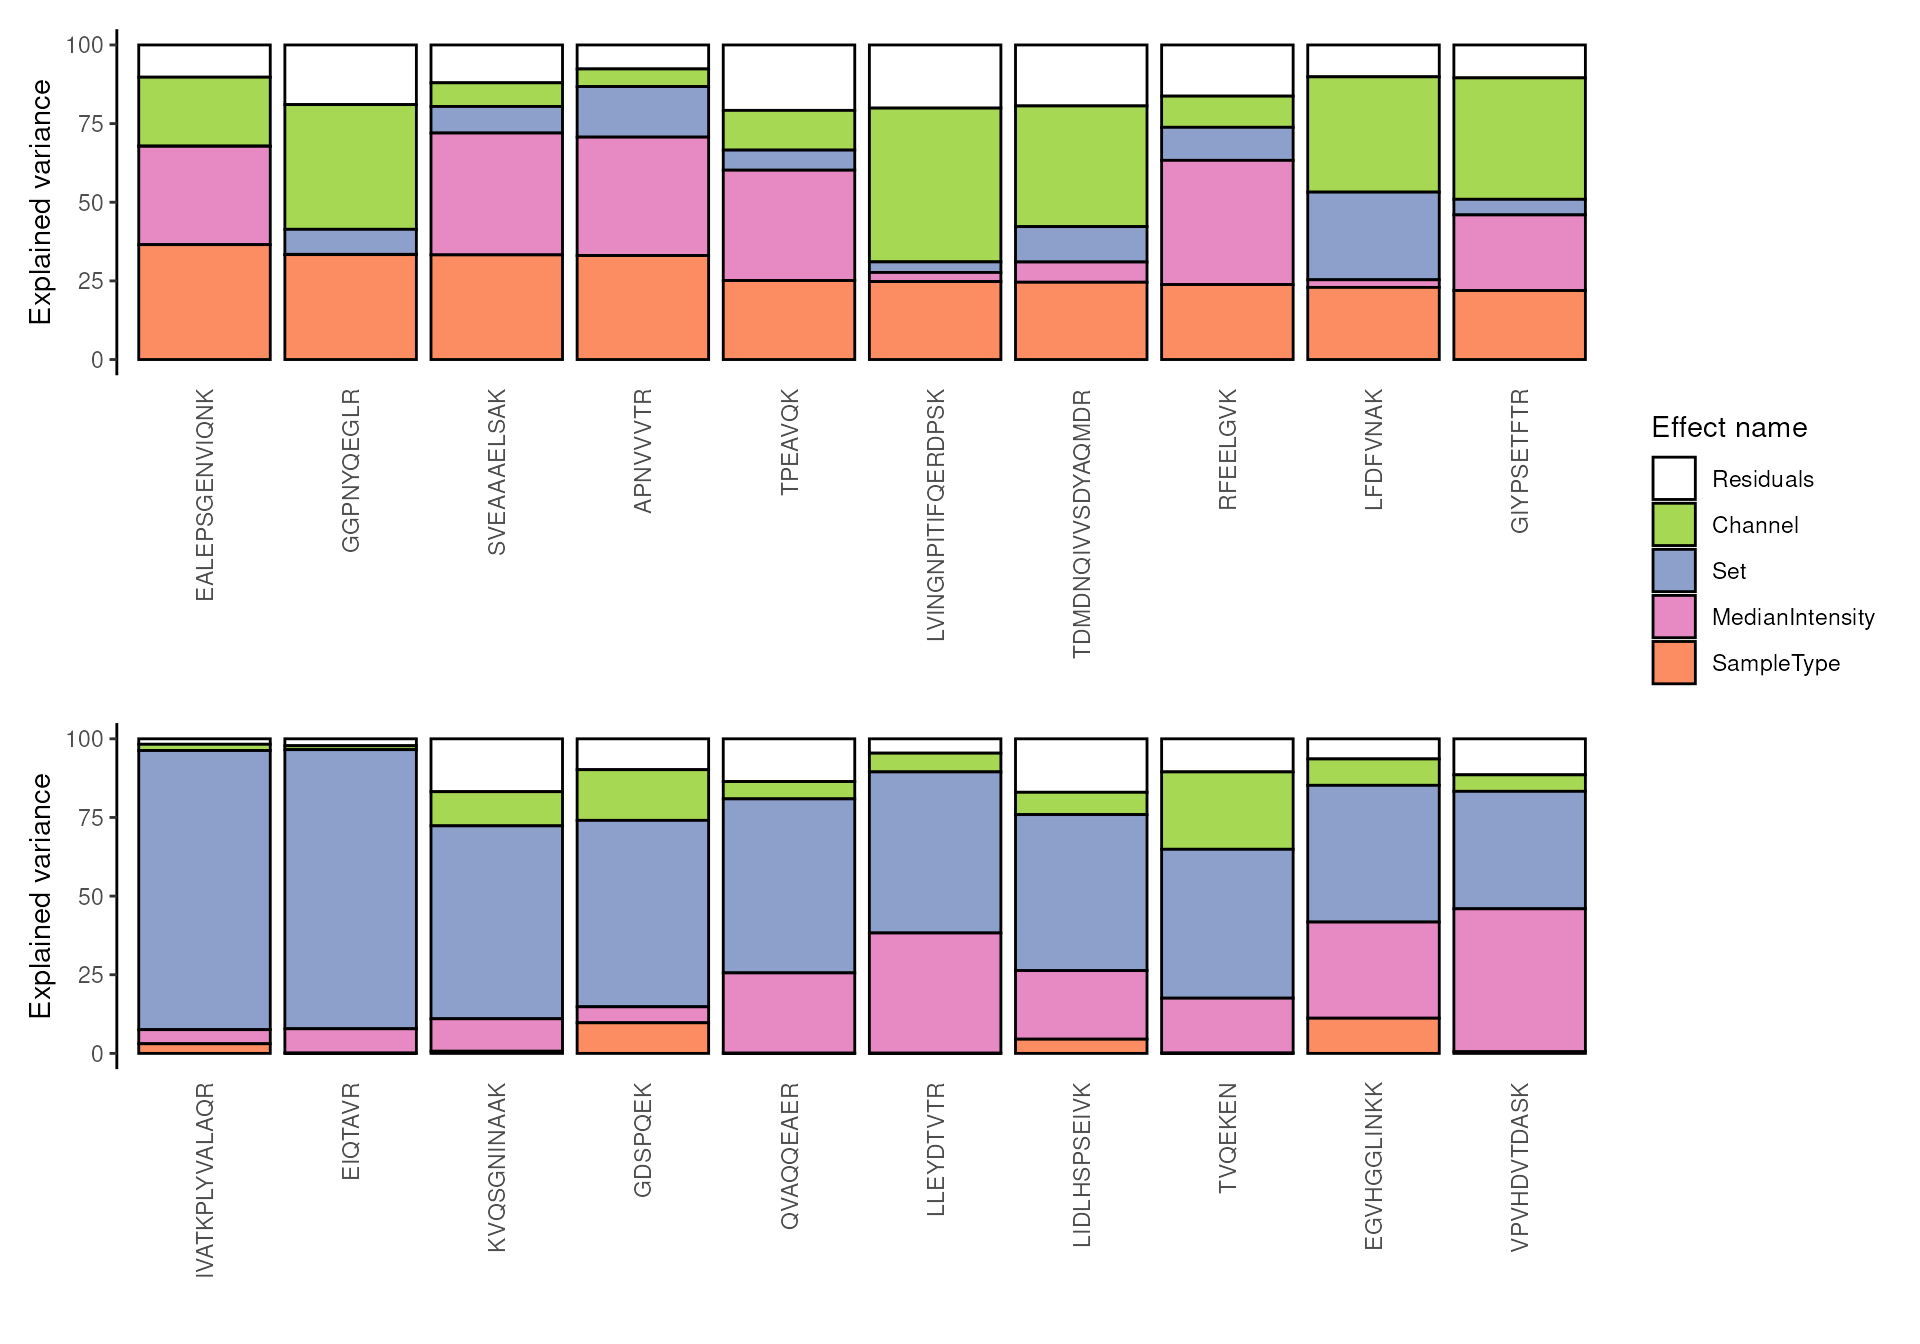 Explained variance
100
75
50
25
0
EALEPSGENVIQNK
GGPNYQEGLR
SVEAAAELSAK
APNVVVTR
TPEAVQK
LVINGNPITIFQERDPSK
TDMDNQIVVSDYAQMDR
RFEELGVK
LFDFVNAK
GIYPSETFTR
Effect name
Residuals
Channel
Set
MedianIntensity
SampleType
Explained variance
100
75
50
25
0
IVATKPLYVALAQR
EIQTAVR
KVQSGNINAAK
GDSPQEK
QVAQQEAER
LLEYDTVTR
LIDLHSPSEIVK
TVQEKEN
EGVHGGLINKK
VPVHDVTDASK